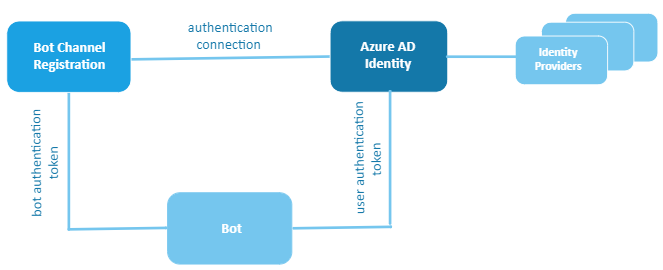 authentication
connection
Bot Channel
Registration
Azure AD
Identity
Identity
Providers
bot authentication
token
user authentication
token
Bot